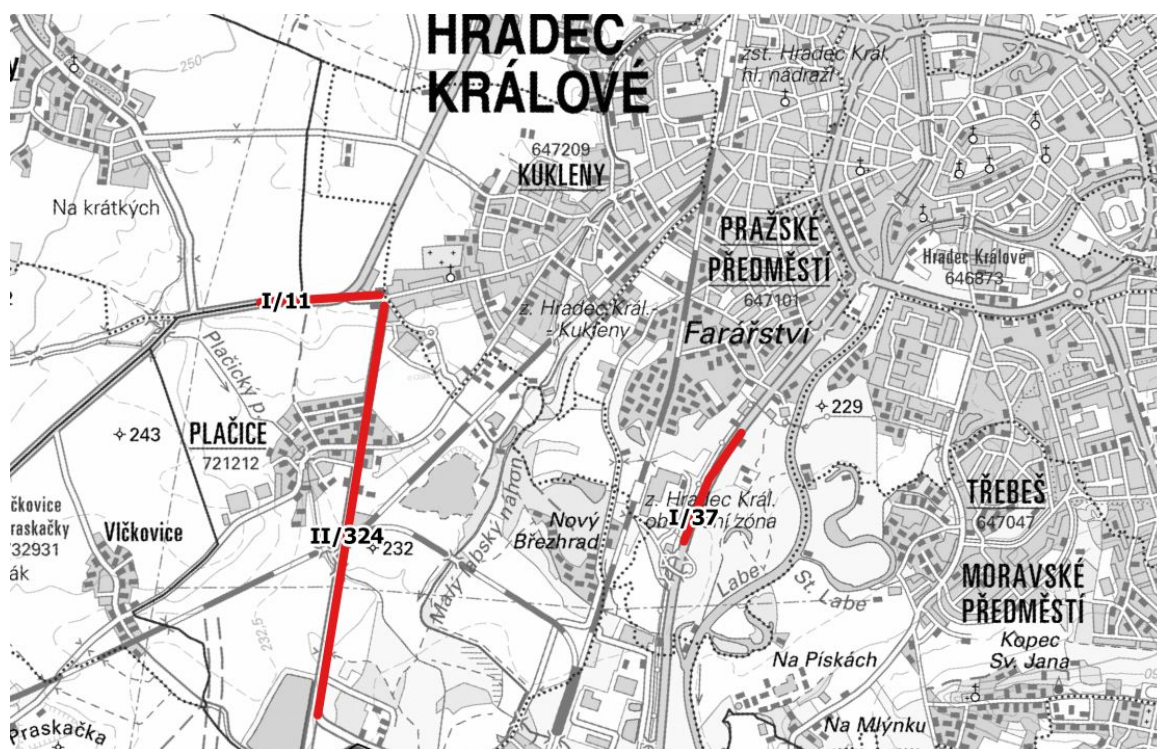 HRADEC
KRÁLOVÉ
250
zst. Hradec Král.
hl. nádraží
647209
KUKLENY
Na krátkých
PRAŽSKÉ
PŘEDMĚSTÍ
647101
Hradec Králové
646873
I/11
z. Hradec Král.-
- Kukleny
Farářství
Plačický p.
243
PLAČICE
721212
229
TŘEBEŠ
647047
Malý labský náhon
z. Hradec Král.
I/37
Nový
Březhrad
Vlčkovice
II/324
232
Labe
St. Labe
MORAVSKÉ
PŘEDMĚSTÍ
Kopec
Sv. Jana
232,5
Na Pískách
Na Mlýnku
Praskačka